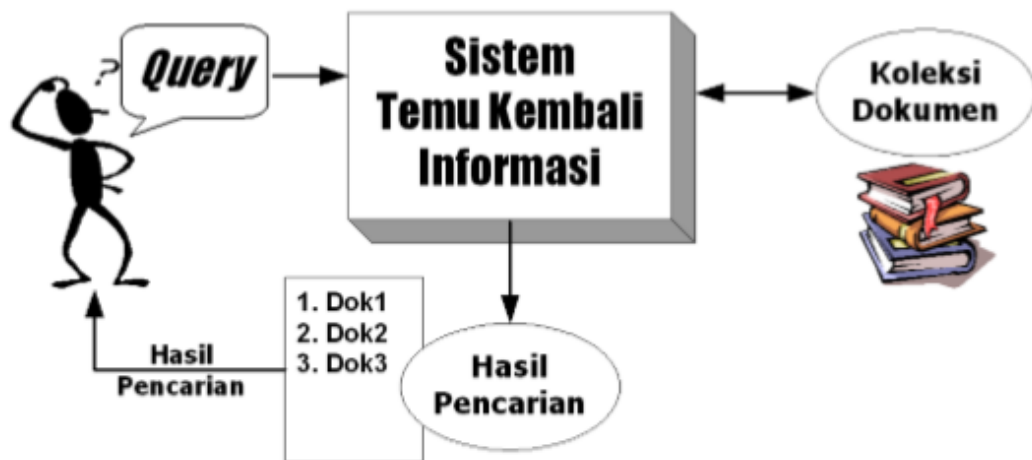 ?
Query
Sistem
Temu Kembali
Informasi
Koleksi
Dokumen
1. Dok1
2. Dok2
3. Dok3
Hasil
Pencarian
Hasil
Pencarian